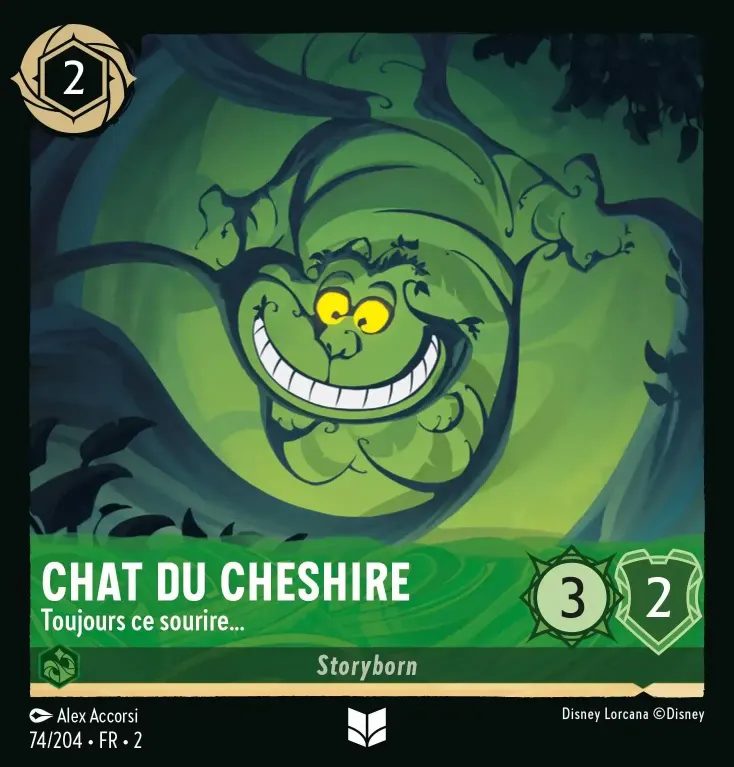 2
CHAT DU CHESHIRE
Toujours ce sourire...
3
2
Storyborn
Alex Accorsi
Disney Lorcana ©Disney
74/204 • FR • 2